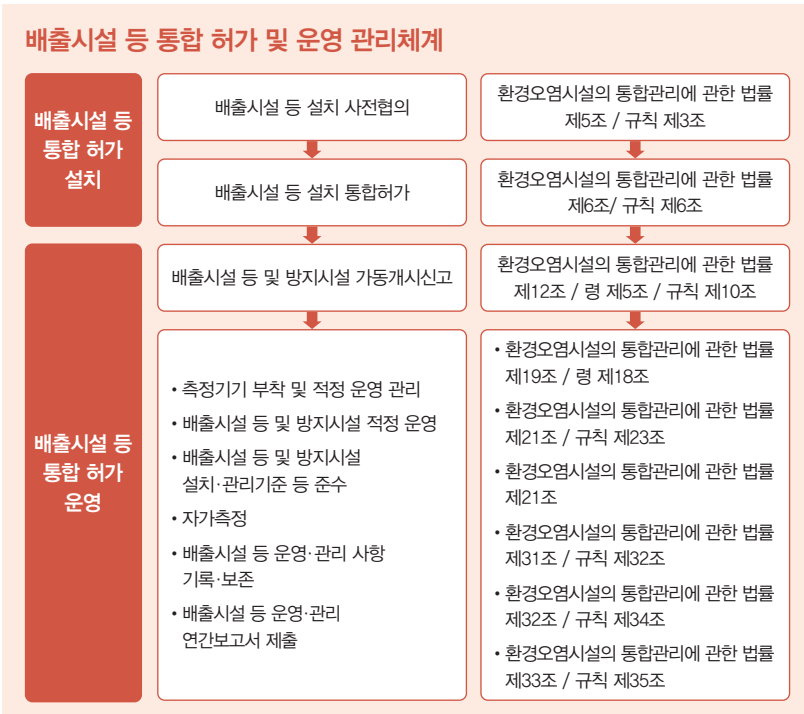 배출시설 등 통합 허가 및 운영 관리체계
배출시설 등
통합 허가
설치
배출시설 등 설치 사전협의
환경오염시설의 통합관리에 관한 법률
제5조 / 규칙 제3조
배출시설 등 설치 통합허가
환경오염시설의 통합관리에 관한 법률
제6조/ 규칙 제6조
배출시설 등
통합 허가
운영
배출시설 등 및 방지시설 가동개시신고
환경오염시설의 통합관리에 관한 법률
제12조 / 령 제5조 / 규칙 제10조
• 측정기기 부착 및 적정 운영 관리
• 배출시설 등 및 방지시설 적정 운영
• 배출시설 등 및 방지시설
설치·관리기준 등 준수
• 자가측정
• 배출시설 등 운영·관리 사항
기록·보존
• 배출시설 등 운영·관리
연간보고서 제출
• 환경오염시설의 통합관리에 관한 법률
제19조 / 령 제18조
• 환경오염시설의 통합관리에 관한 법률
제21조 / 규칙 제23조
• 환경오염시설의 통합관리에 관한 법률
제21조
• 환경오염시설의 통합관리에 관한 법률
제31조 / 규칙 제32조
• 환경오염시설의 통합관리에 관한 법률
제32조 / 규칙 제34조
• 환경오염시설의 통합관리에 관한 법률
제33조 / 규칙 제35조